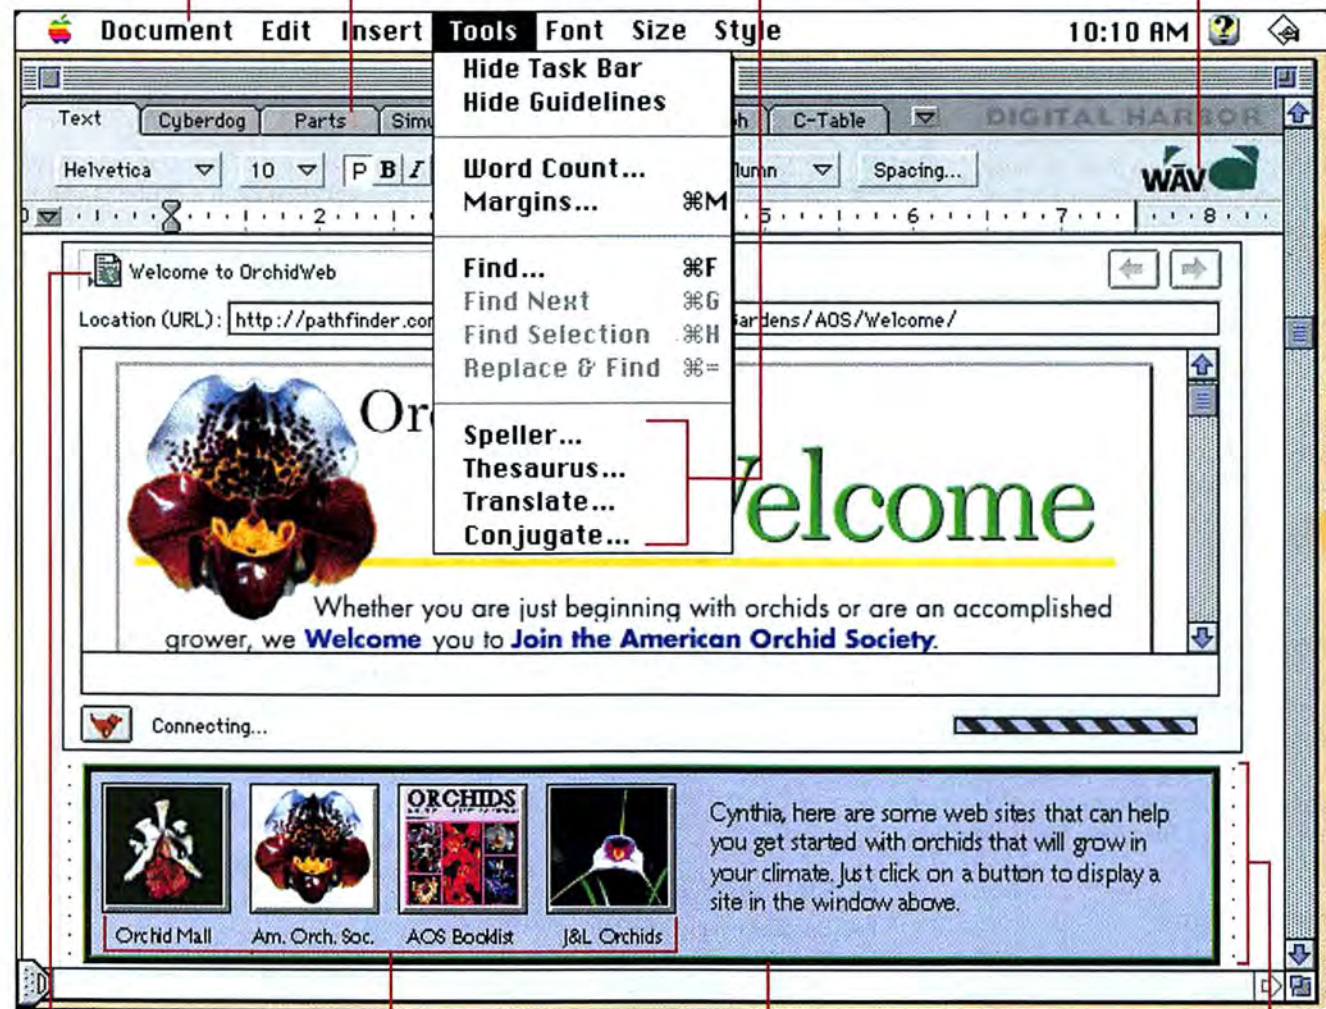 Document Edit Insert Tools Font Size Style 10:10 AM
Hide Task Bar
Hide Guidelines
Word Count...
Margins... ⌘M
Find... ⌘F
Find Next ⌘G
Find Selection ⌘H
Replace & Find ⌘=
Speller...
Thesaurus...
Translate...
Conjugate...
Text Cyberdog Parts C-Table DIGITAL HARBOR
Helvetica 10 P B I Spacing... WAV
2 5 6 7 8
Welcome to OrchidWeb
Location (URL): http://pathfinder.co ardens/AOS/Welcome/
Or
elcome
Whether you are just beginning with orchids or are an accomplished
grower, we Welcome you to Join the American Orchid Society.
Connecting...
ORCHIDS
Orchid Mall Am. Orch. Soc. AOS Booklist J&L Orchids
Cynthia, here are some web sites that can help
you get started with orchids that will grow in
your climate. Just click on a button to display a
site in the window above.